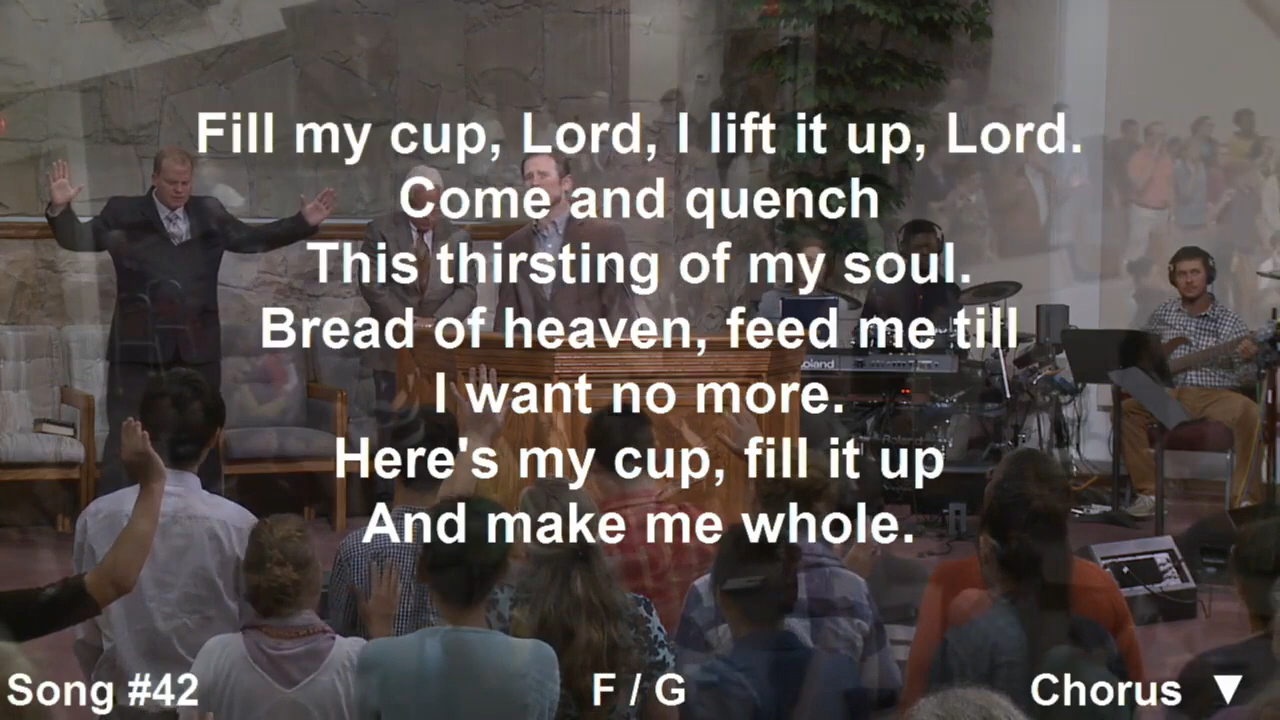 Fill my cup, Lord, I lift it up, Lord.
Come and quench
This thirsting of my soul.
Bread of heaven, feed me till
I want no more.
Here's my cup, fill it up
And make me whole.
Roland
Roland
Song #42
F / G
Chorus ▼